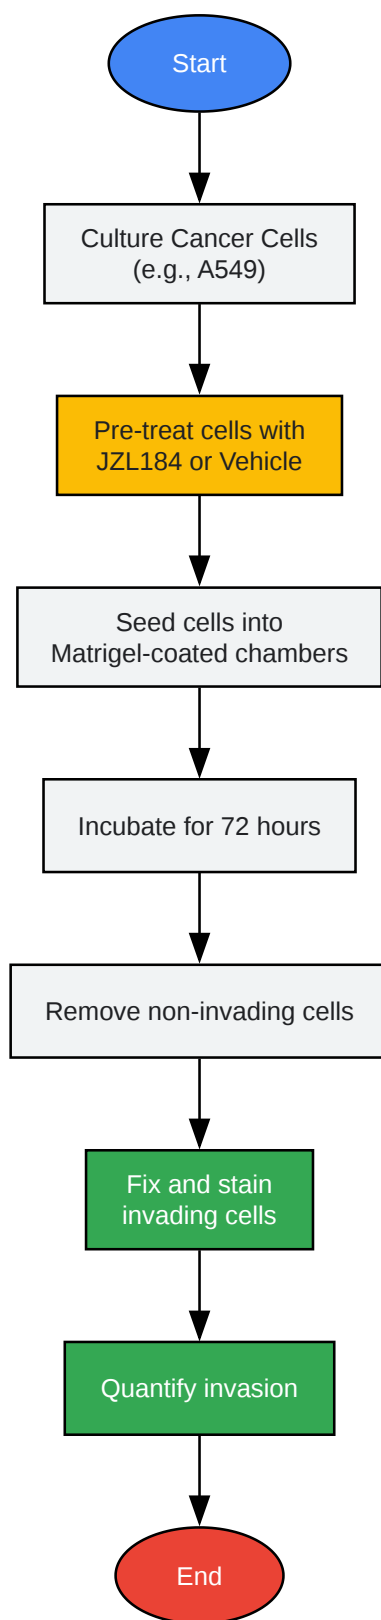 Start
Culture Cancer Cells
(e.g., A549)
Pre-treat cells with
JZL184 or Vehicle
Seed cells into
Matrigel-coated chambers
Incubate for 72 hours
Remove non-invading cells
Fix and stain
invading cells
Quantify invasion
End